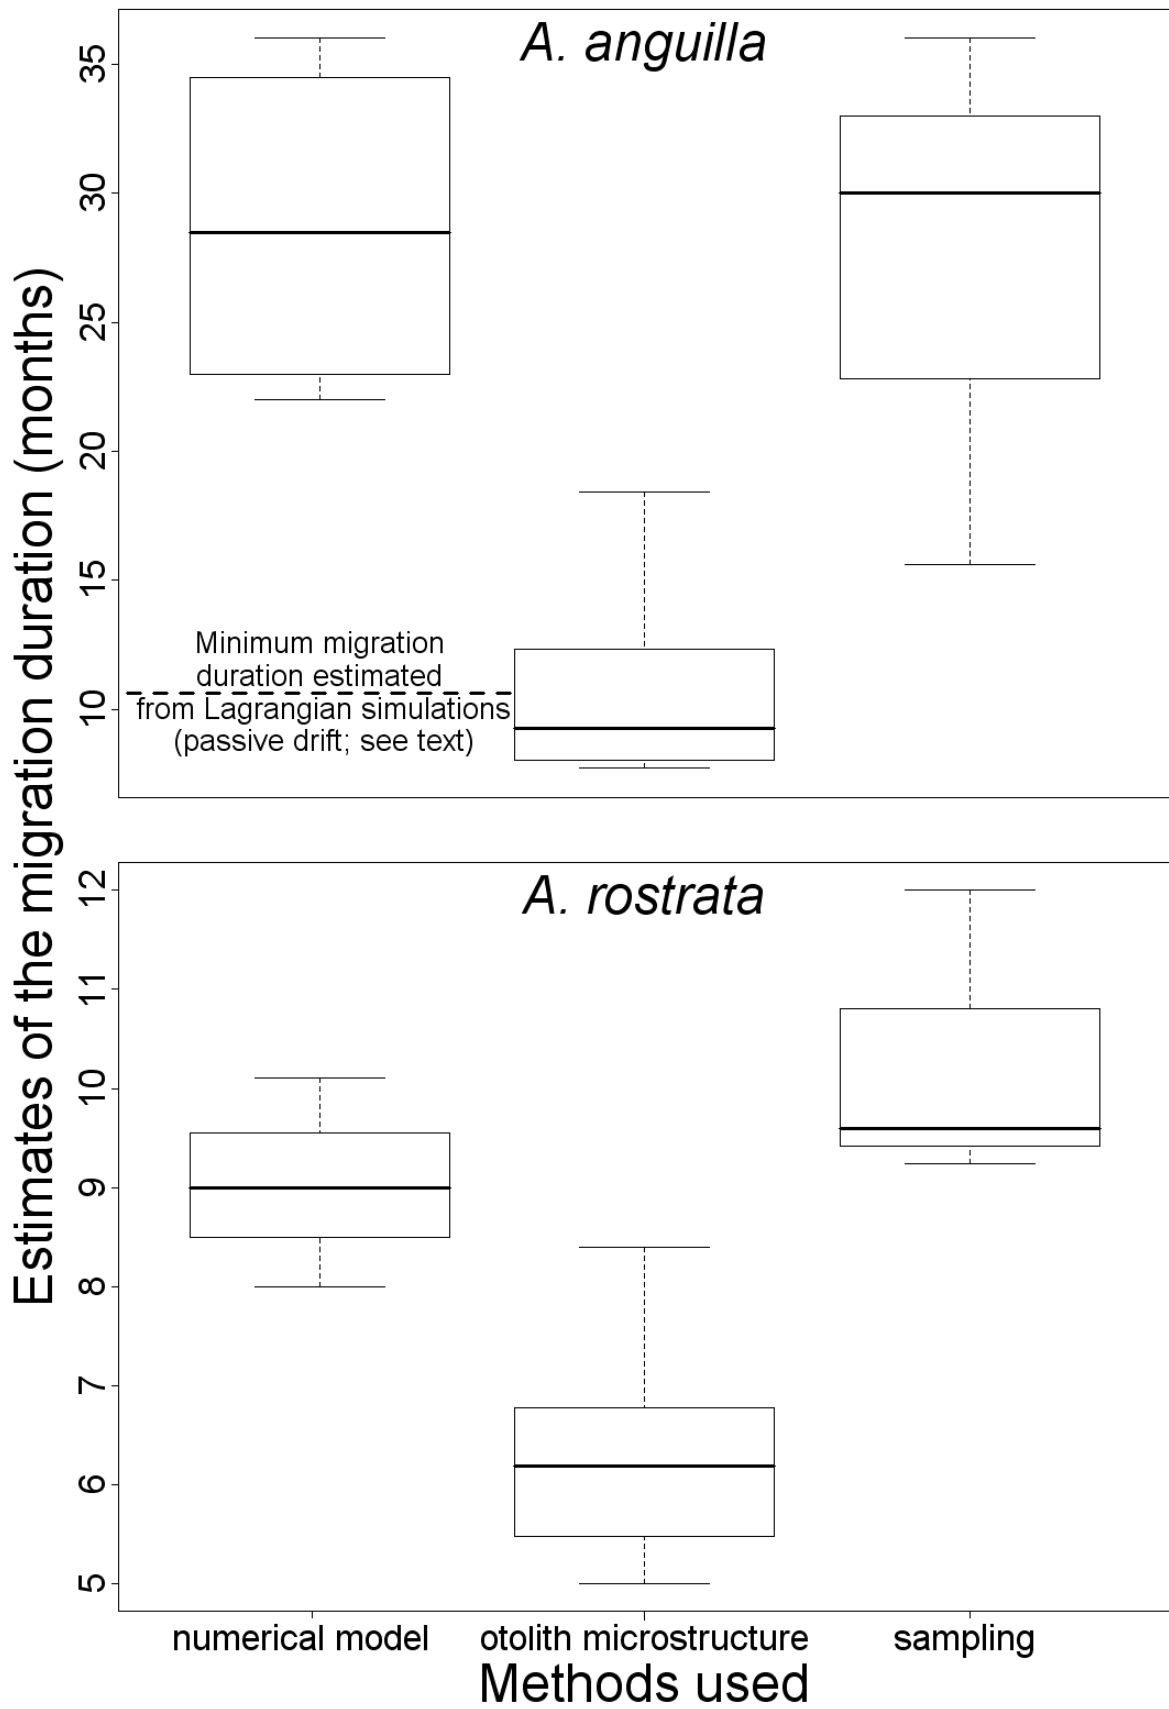 Estimates of the migration duration (months)
A. anguilla
35
30
25
20
15
10
Minimum migration
duration estimated
from Lagrangian simulations
(passive drift; see text)
A. rostrata
12
11
10
9
8
7
6
5
numerical model
otolith microstructure
sampling
Methods used